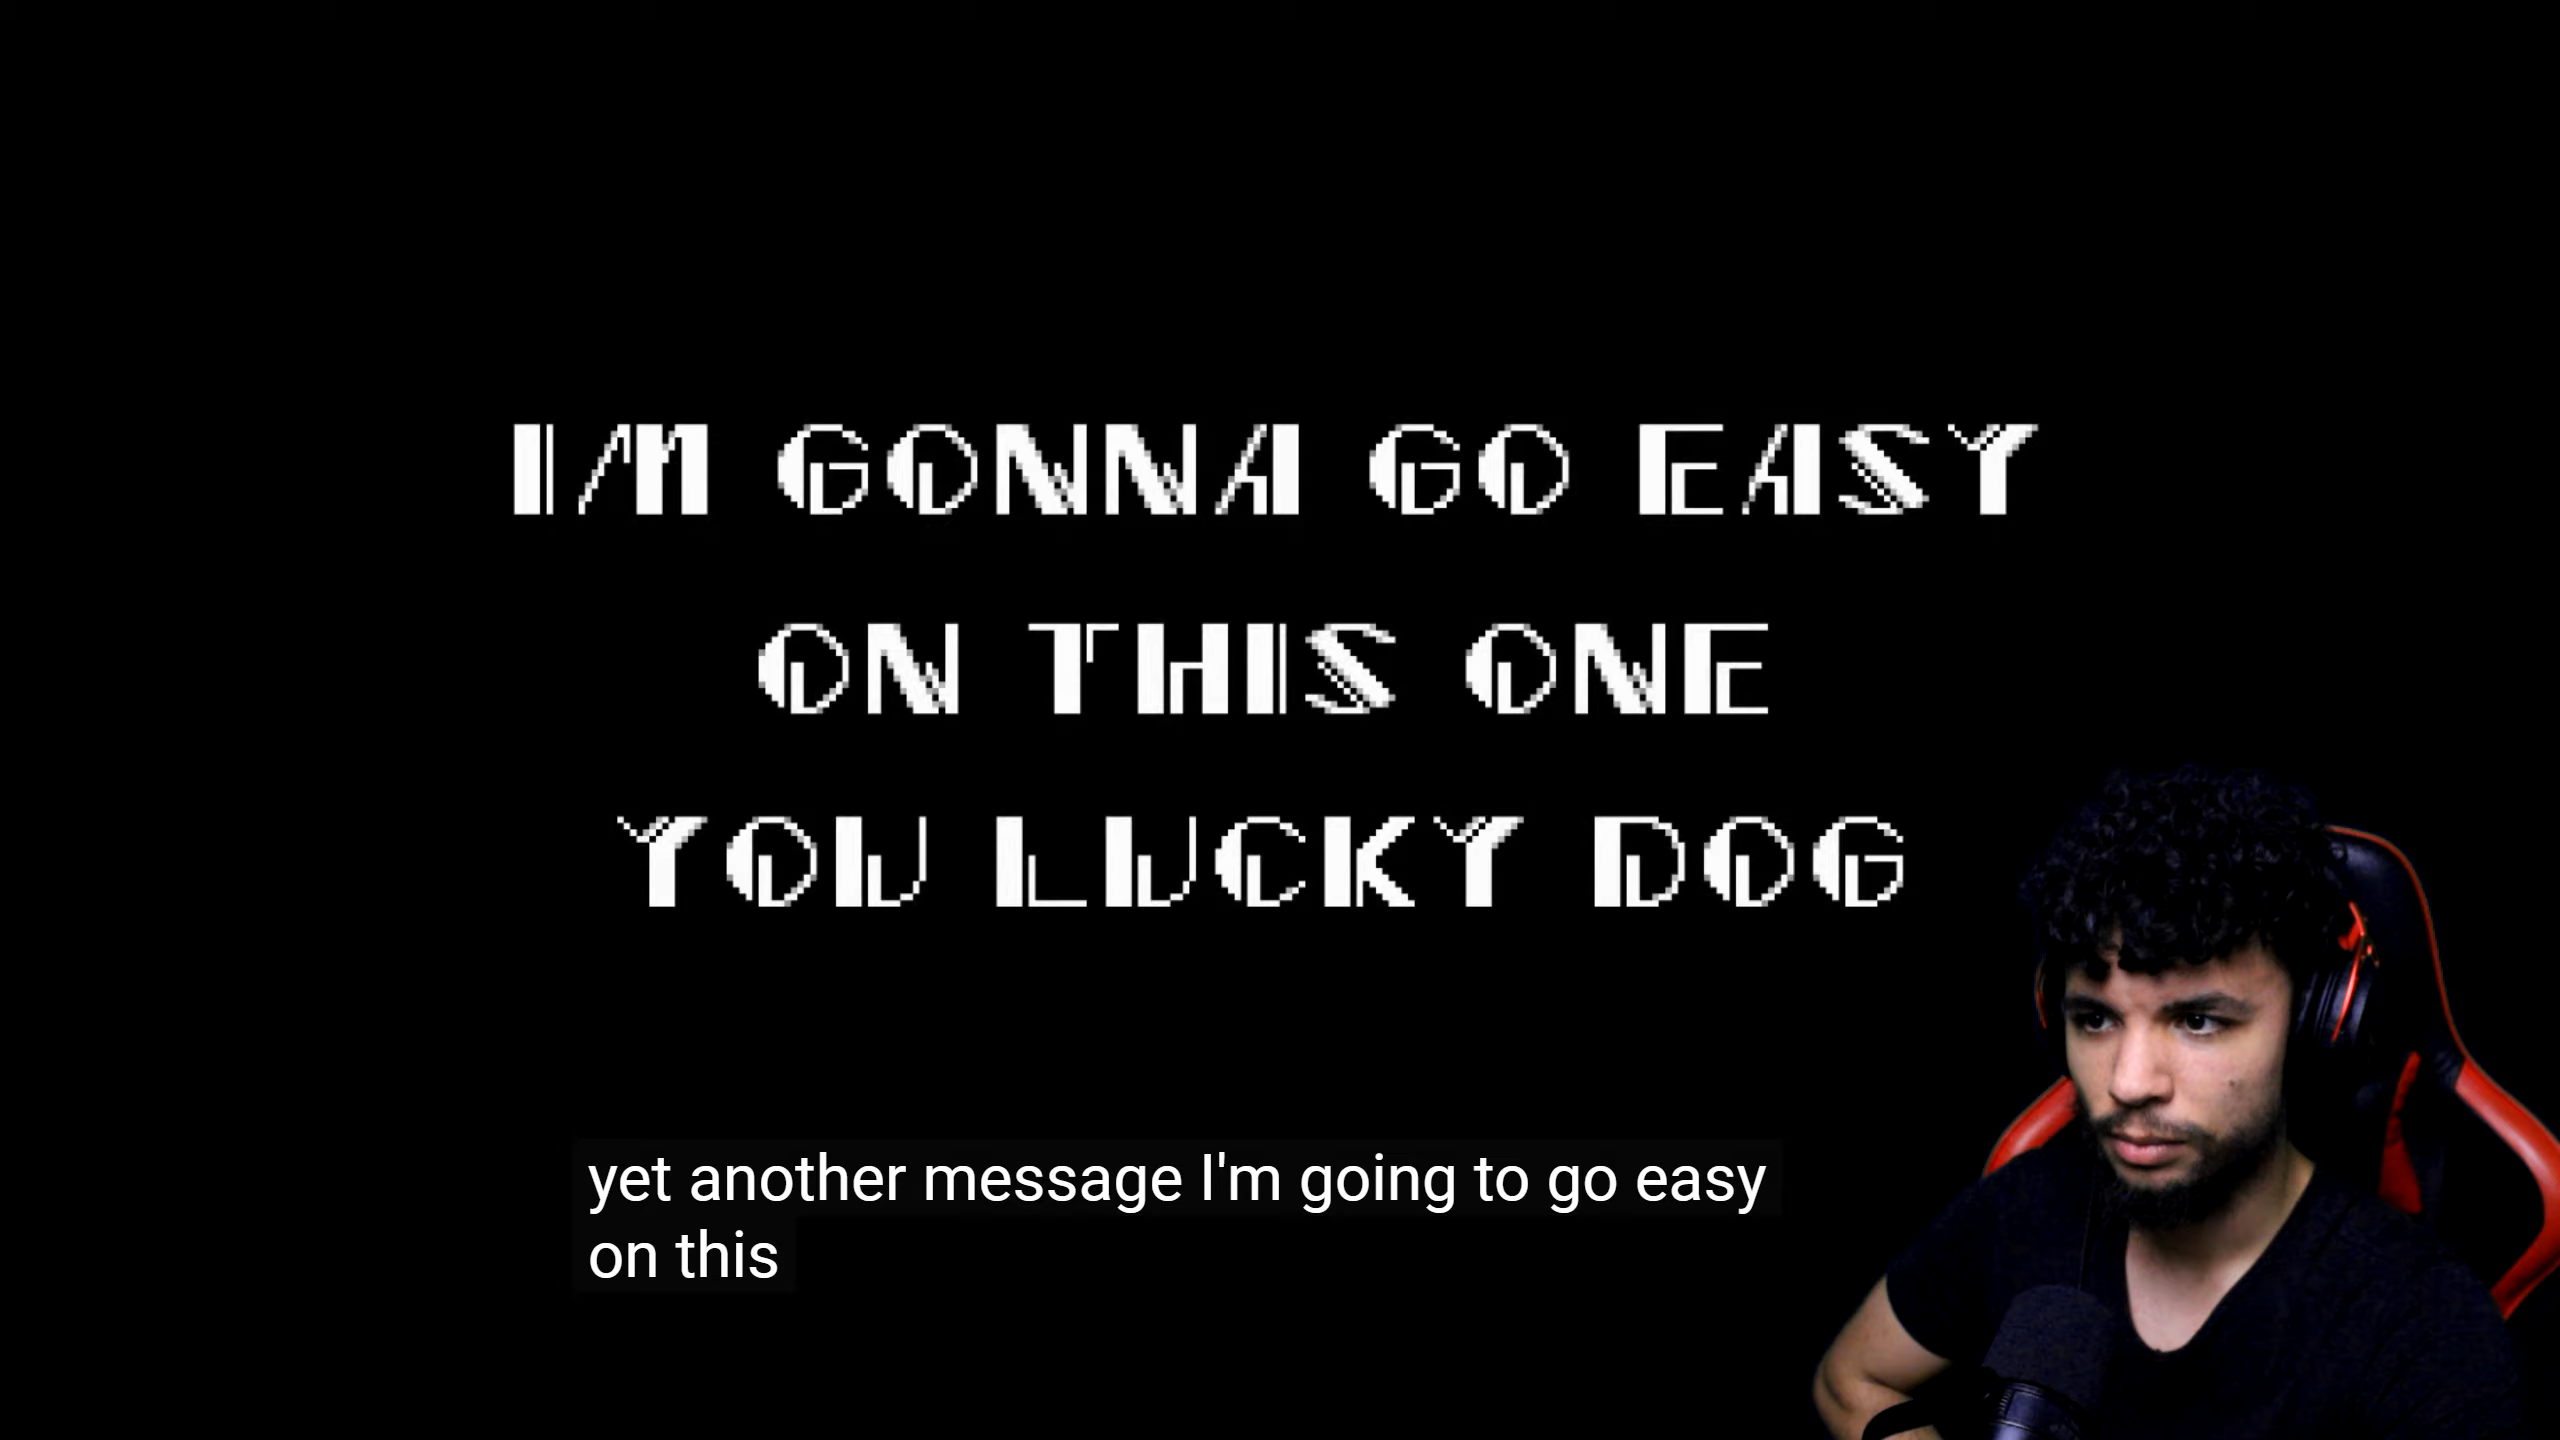 I'M GONNA GO EASY
ON THIS ONE
YOU LUCKY DOG
yet another message I'm going to go easy
on this